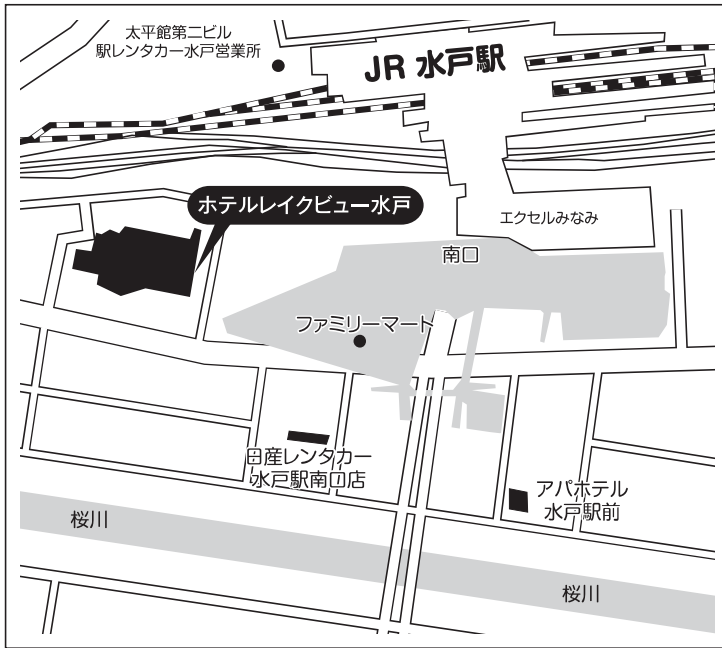 太平館第二ビル
駅レンタカー水戸営業所
JR 水戸駅
ホテルレイクビュー水戸
エクセルみなみ
南口
ファミリーマート
日産レンタカー
水戸駅南口店
アパホテル
水戸駅前
桜川
桜川